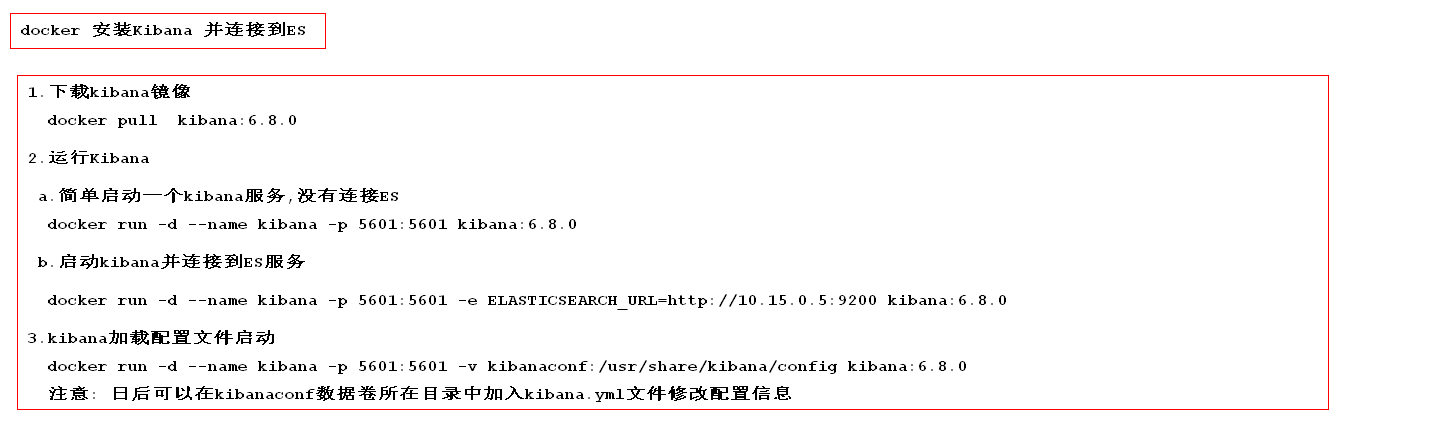 docker 安装Kibana 并连接到ES
1.下载kibana镜像
docker pull  kibana:6.8.0
2.运行Kibana
a.简单启动一个kibana服务,没有连接ES
docker run -d --name kibana -p 5601:5601 kibana:6.8.0
b.启动kibana并连接到ES服务
docker run -d --name kibana -p 5601:5601 -e ELASTICSEARCH_URL=http://10.15.0.5:9200 kibana:6.8.0
3.kibana加载配置文件启动
docker run -d --name kibana -p 5601:5601 -v kibanaconf:/usr/share/kibana/config kibana:6.8.0
注意: 日后可以在kibanaconf数据卷所在目录中加入kibana.yml文件修改配置信息